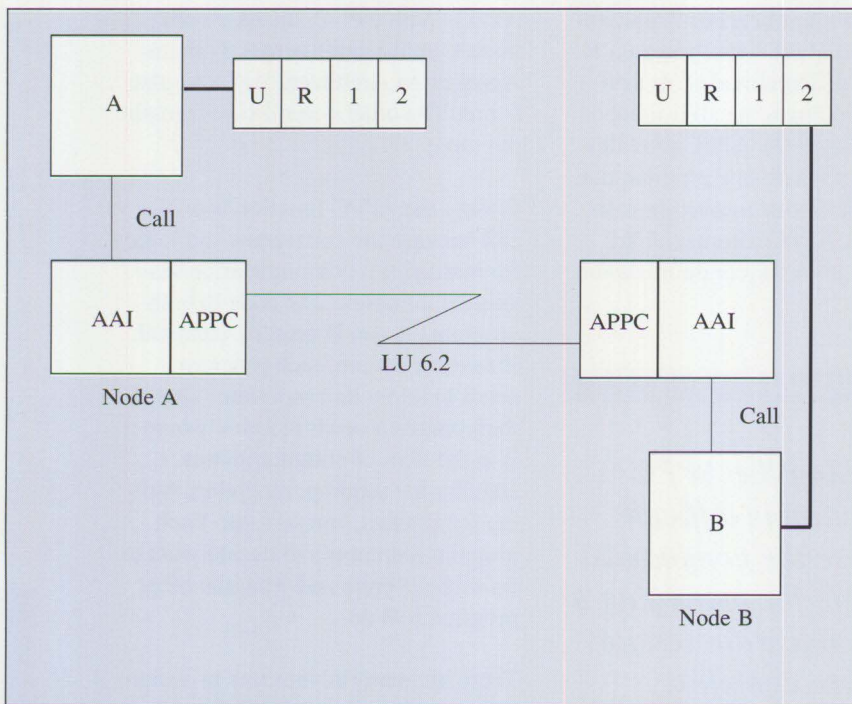 A
U R 1 2
U R 1 2
Call
AAI APPC
LU 6.2
APPC AAI
Node A
Call
B
Node B